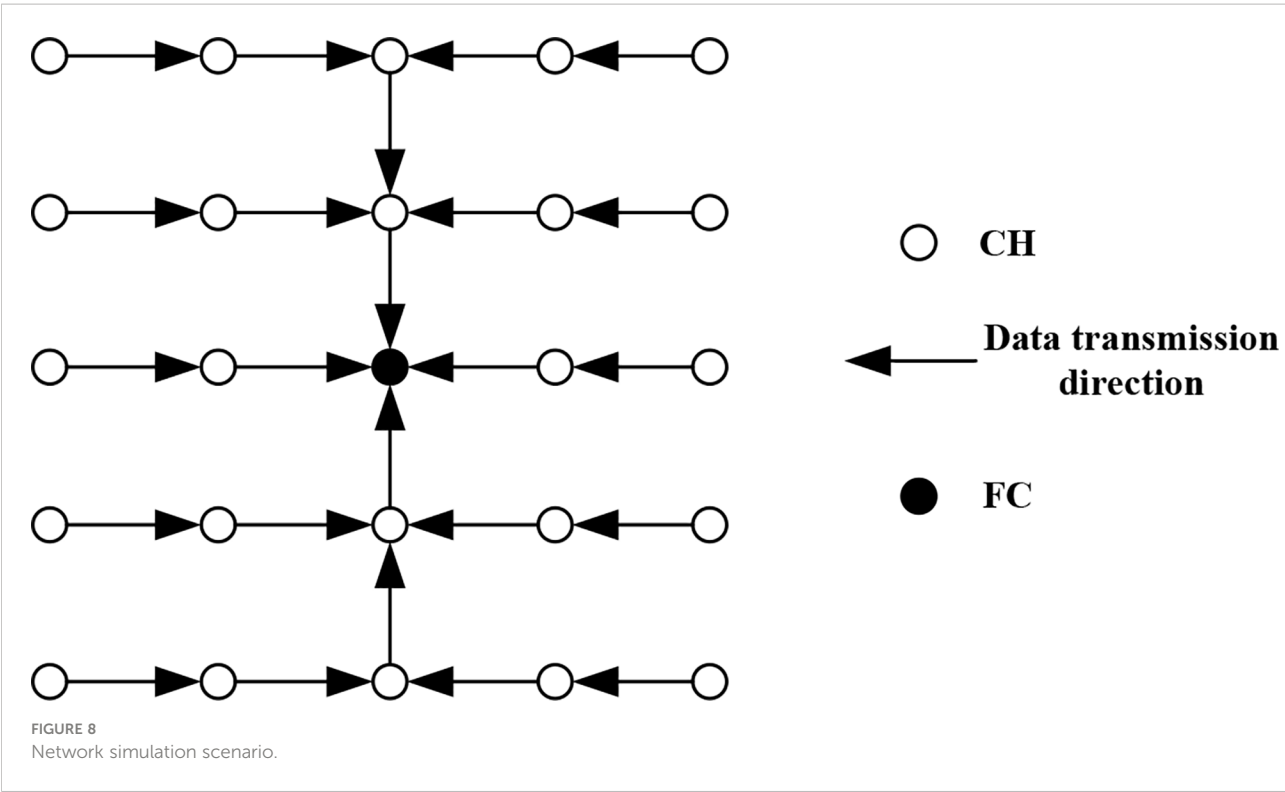 CH
Data transmission
direction
FC
FIGURE 8
Network simulation scenario.